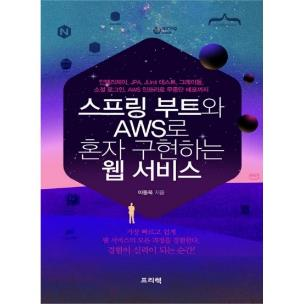 인텔리제이, JPA, JUnit 테스트, 그레이들,
소셜 로그인, AWS 인프라로 무중단 배포까지
스프링 부트와
AWS로
혼자 구현하는
웹 서비스
이동욱 지음
가장 빠르고 쉽게
웹 서비스의 모든 과정을 경험한다.
경험이 실력이 되는 순간!
프리렉